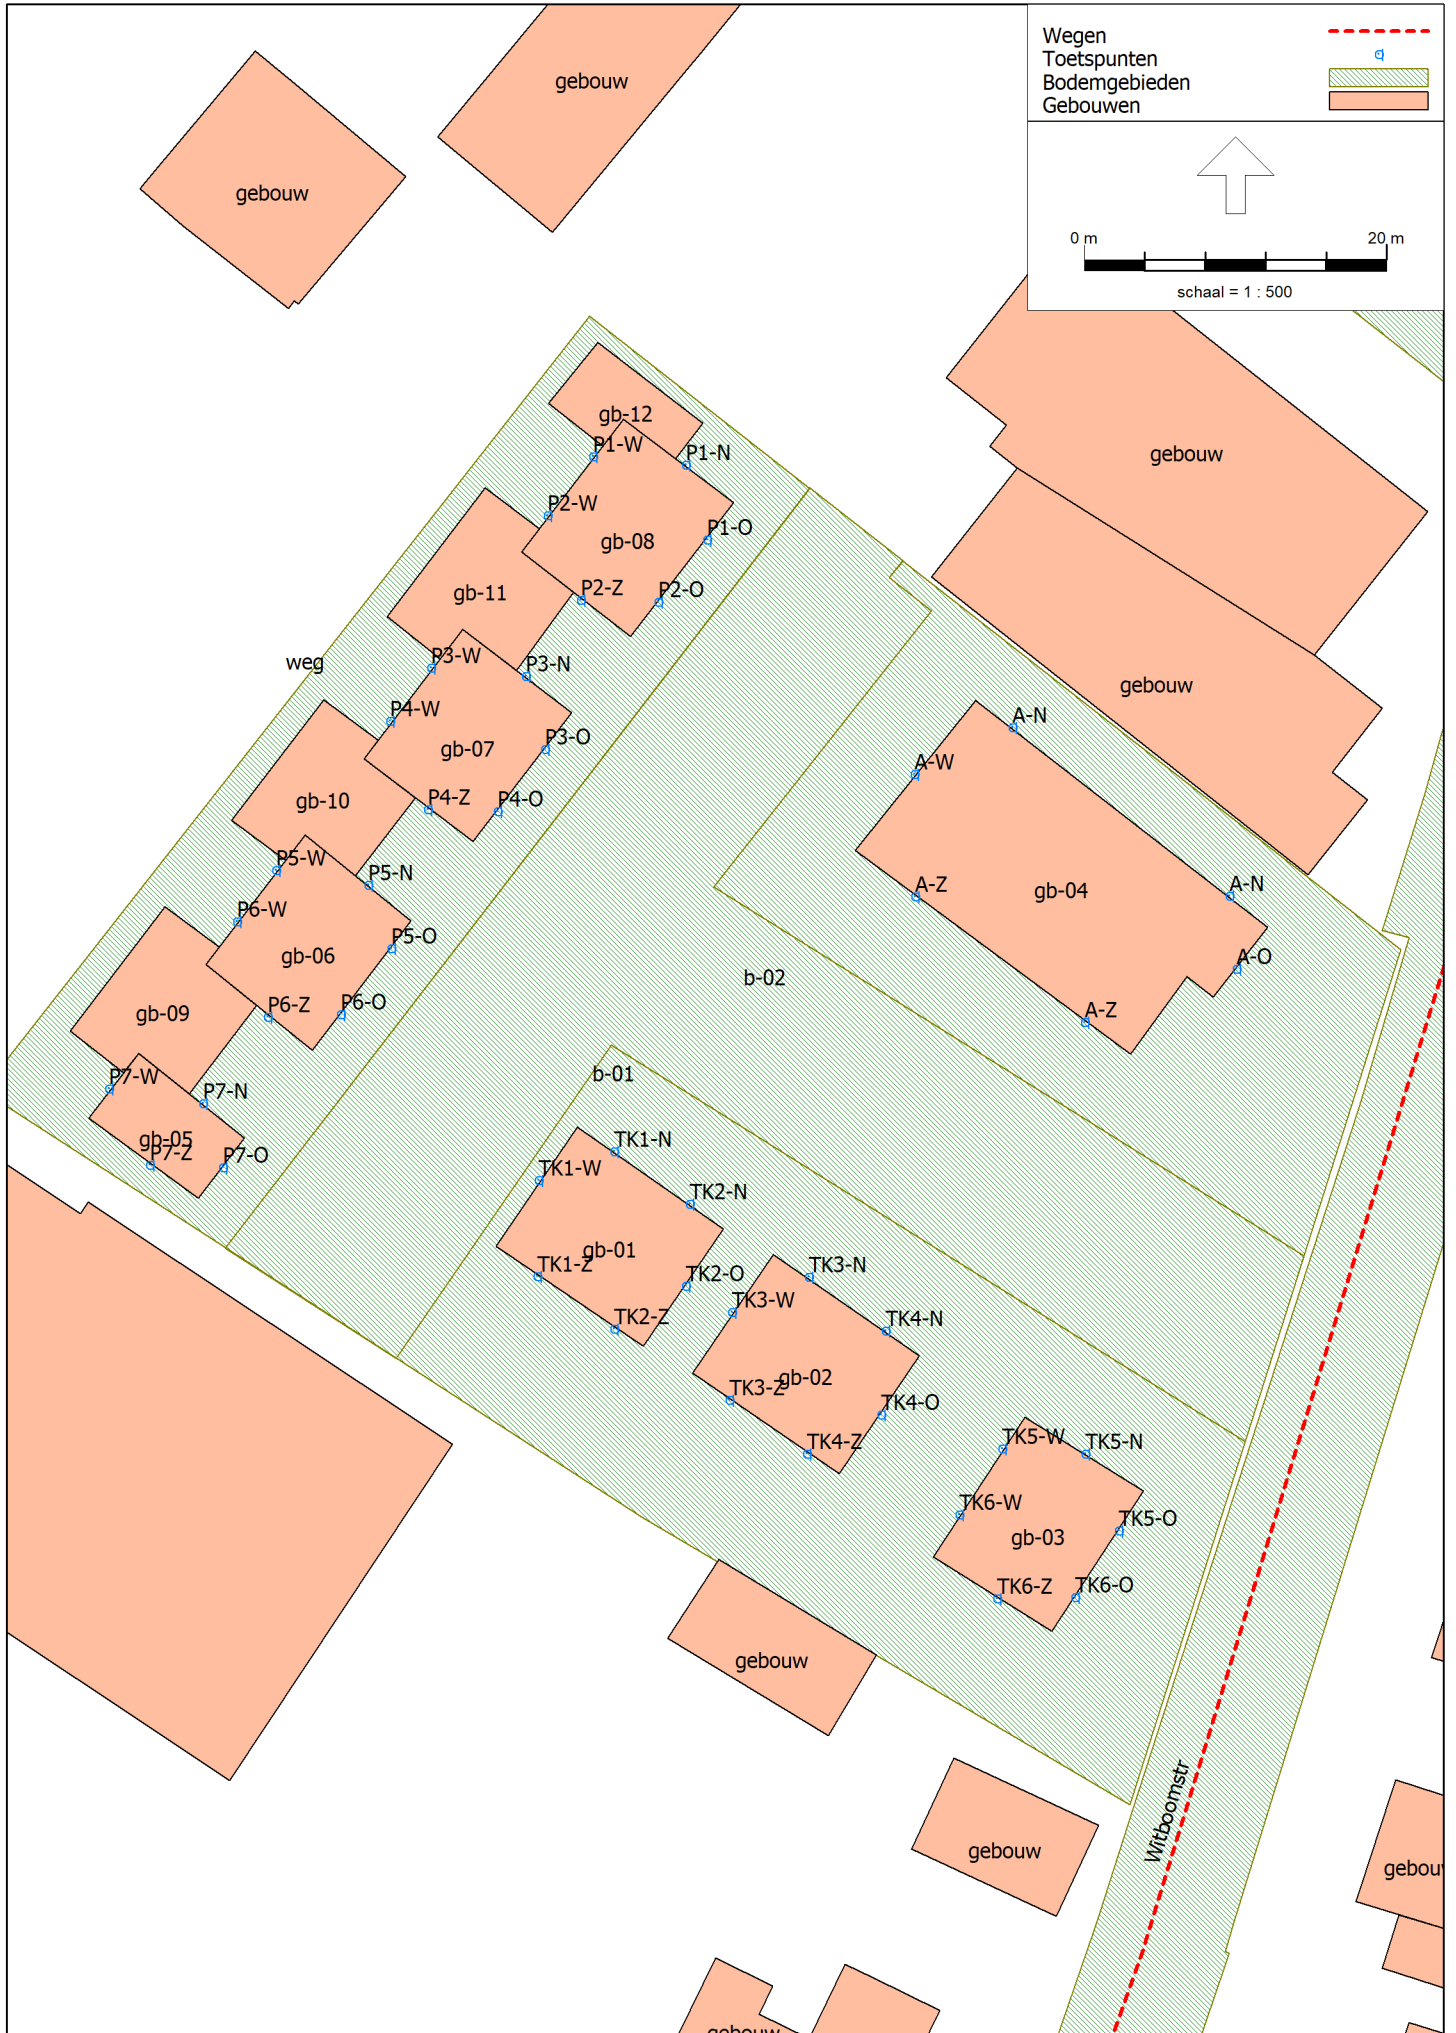 Wegen
Toetspunten
Bodemgebieden
Gebouwen
0 m 20 m
schaal = 1 : 500
gebouw
gebouw
gb-12
P1-W
P1-N
gebouw
P2-W
P1-O
gb-08
gb-11
P2-Z
P2-O
weg
P3-W
P3-N
gebouw
P4-W
A-N
P3-O
gb-07
A-W
gb-10
P4-Z
P4-O
P5-W
P5-N
A-Z
gb-04
A-N
P6-W
P5-O
gb-06
A-O
b-02
P6-Z
P6-O
gb-09
A-Z
P7-W
b-01
P7-N
gb-05
P7-Z
P7-O
TK1-N
TK1-W
TK2-N
gb-01
TK1-Z
TK2-O
TK3-N
TK3-W
TK2-Z
TK4-N
gb-02
TK3-Z
TK4-O
TK4-Z
TK5-W
TK5-N
TK6-W
TK5-O
gb-03
TK6-Z
TK6-O
gebouw
Witboomstr
gebouw
gebou
gebouw